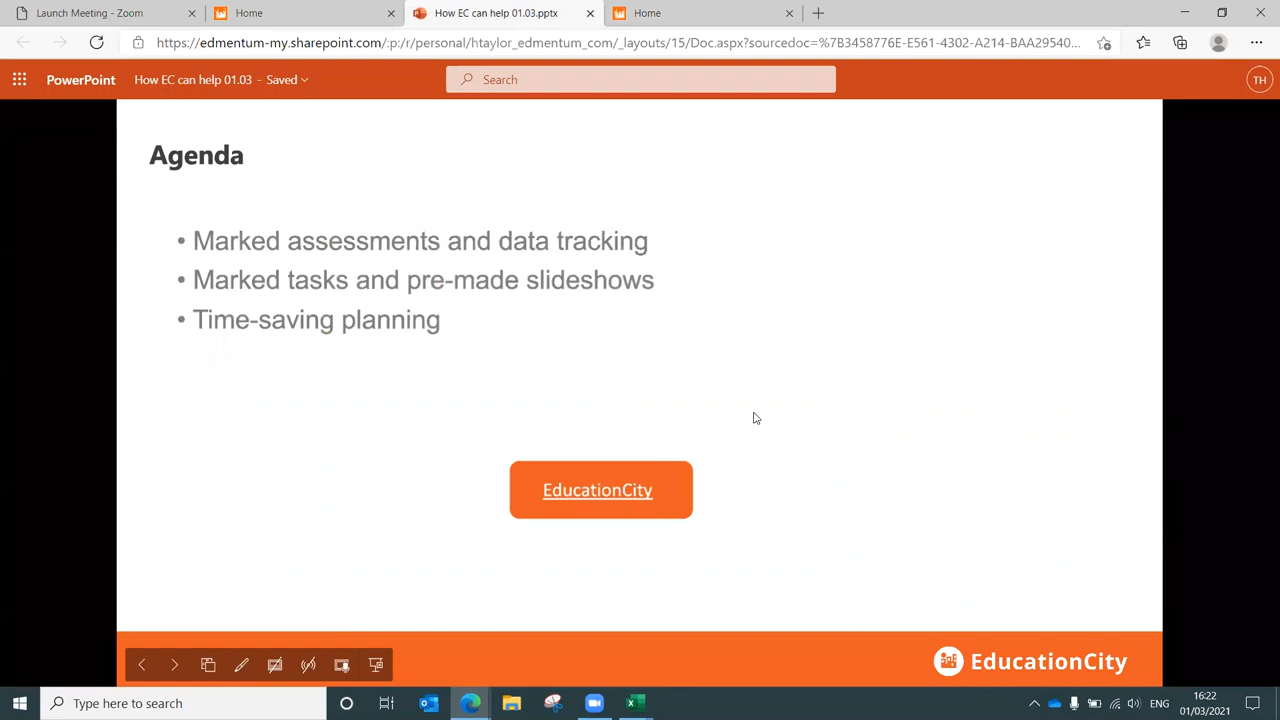 Launch Meeting - Zoom
Home
How EC can help 01.03.pptx
Home
https://edmentum-my.sharepoint.com/:p:/r/personal/htaylor_edmentum_com/_layouts/15/Doc.aspx?sourcedoc=%7B3458776E-E561-4302-A214-BAA29540...
PowerPoint
How EC can help 01.03 - Saved
Search
TH
Agenda
• Marked assessments and data tracking
• Marked tasks and pre-made slideshows
• Time-saving planning
EducationCity
EducationCity
Type here to search
ENG
16:22
01/03/2021